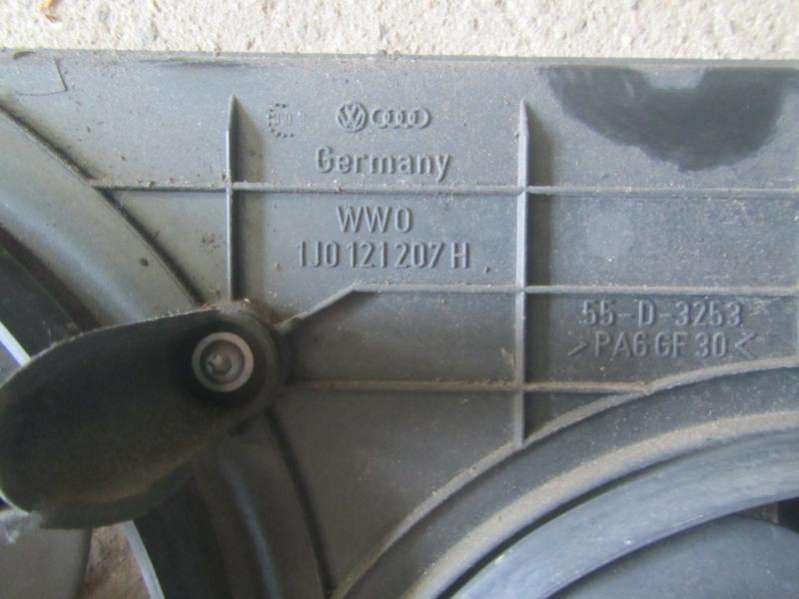 Germany
WWO
1J0 121 207 H
55-D-3253
>PA6 GF 30<